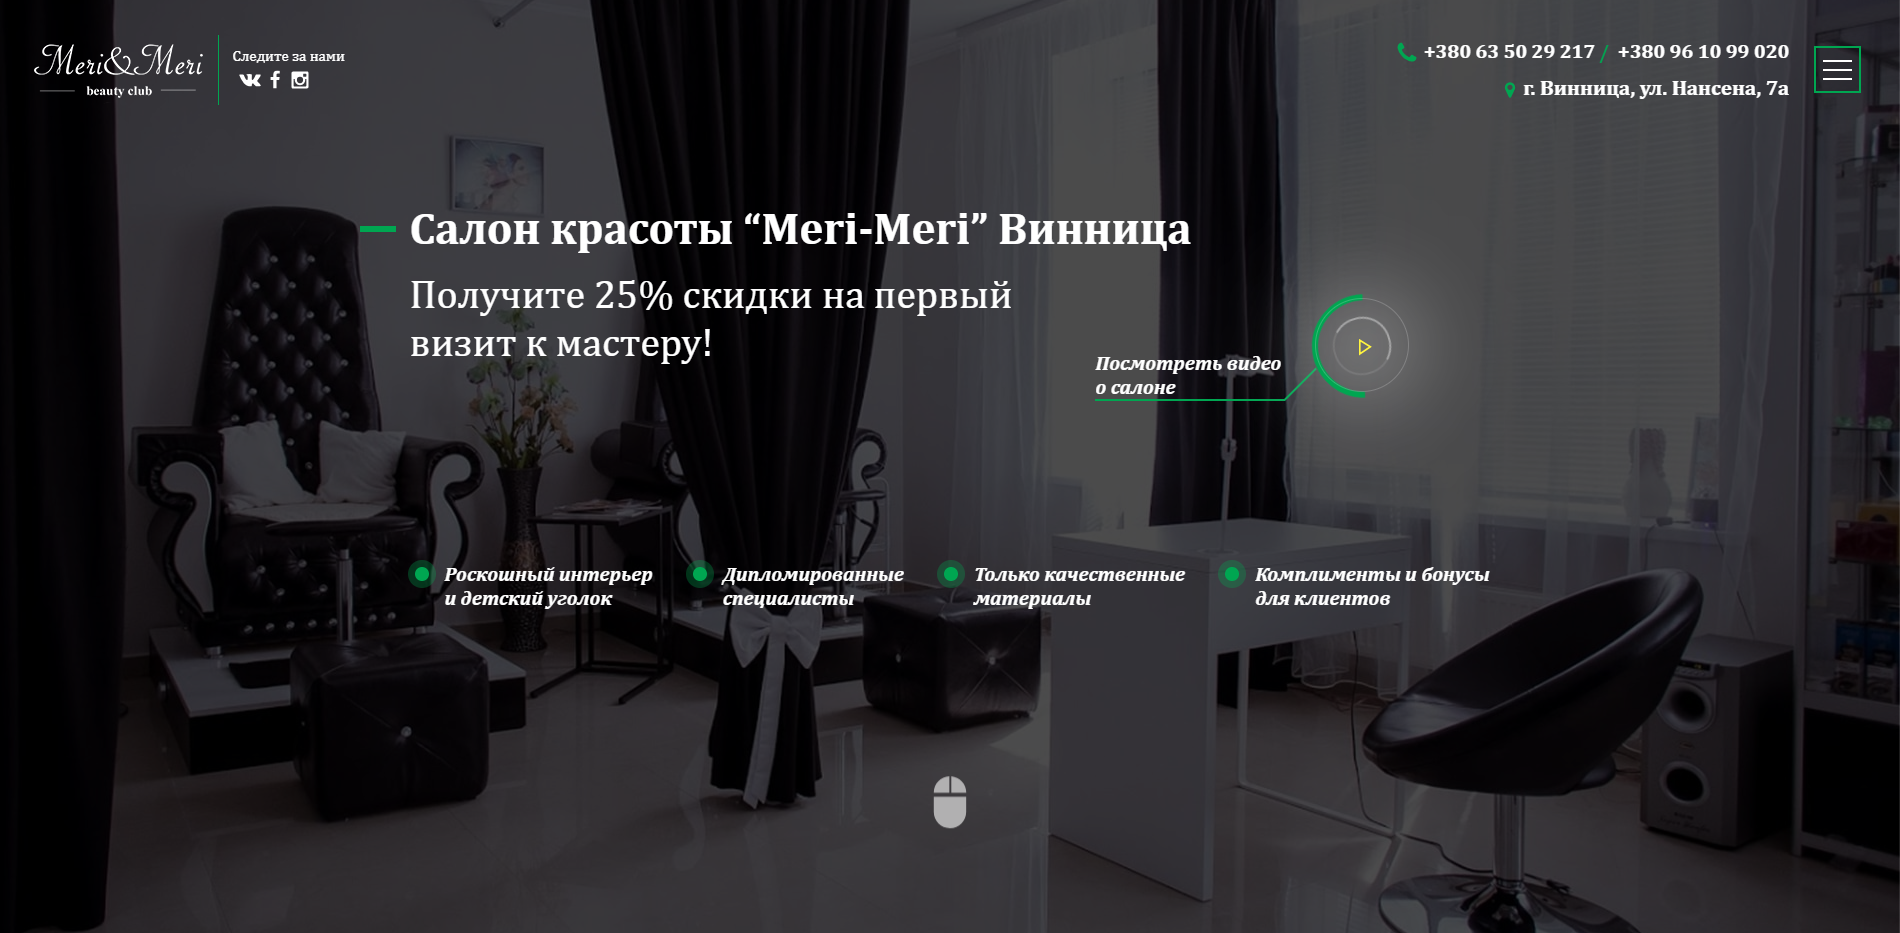 Meri&Meri
beauty club
Следите за нами
+380 63 50 29 217 / +380 96 10 99 020
г. Винница, ул. Нансена, 7а
Салон красоты “Meri-Meri” Винница
Получите 25% скидки на первый
визит к мастеру!
Посмотреть видео
о салоне
Роскошный интерьер
и детский уголок
Дипломированные
специалисты
Только качественные
материалы
Комплименты и бонусы
для клиентов